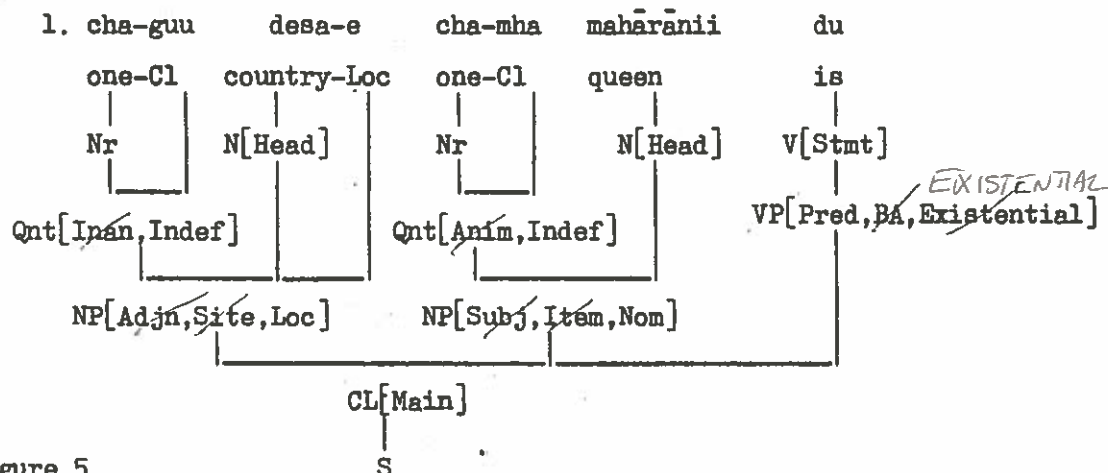 1. cha-guu desa-e cha-mha mahārānii du
one-Cl country-Loc one-Cl queen is
Nr N[Head] Nr N[Head] V[Stmt]
EXISTENTIAL
Qnt[Inan,Indef] Qnt[Anim,Indef] VP[Pred,BA,Existential]
NP[Adjn,Site,Loc] NP[Subj,Item,Nom]
CL[Main]
S
gure 5